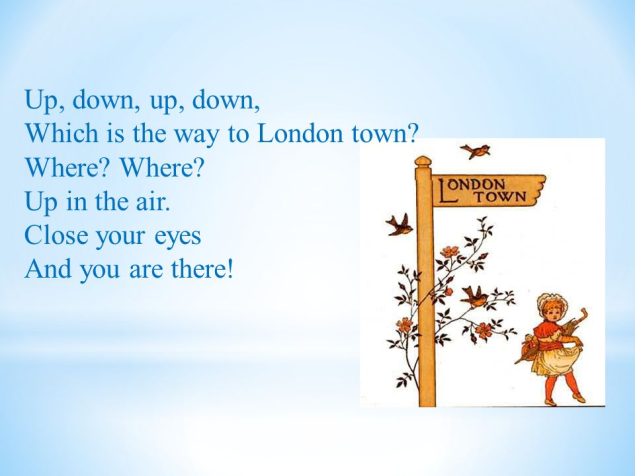 Up, down, up, down,
Which is the way to London town?
Where? Where?
Up in the air.
Close your eyes
And you are there!
LONDON
TOWN